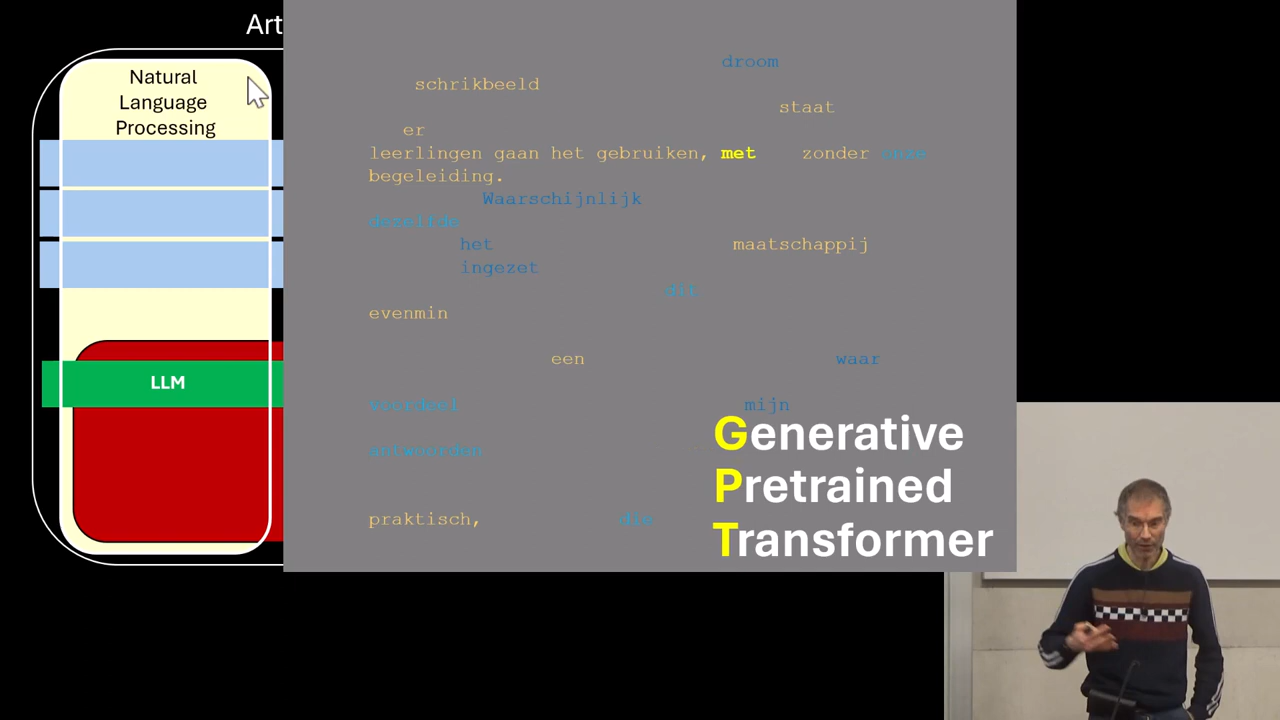 Art
Natural
Language
Processing
LLM
droom
schrikbeeld
staat
er
leerlingen gaan het gebruiken, met zonder onze
begeleiding.
Waarschijnlijk
dezelfde
het maatschappij
ingezet
dit
evenmin
een waar
voordeel mijn
antwoorden
praktisch, die
Generative
Pretrained
Transformer